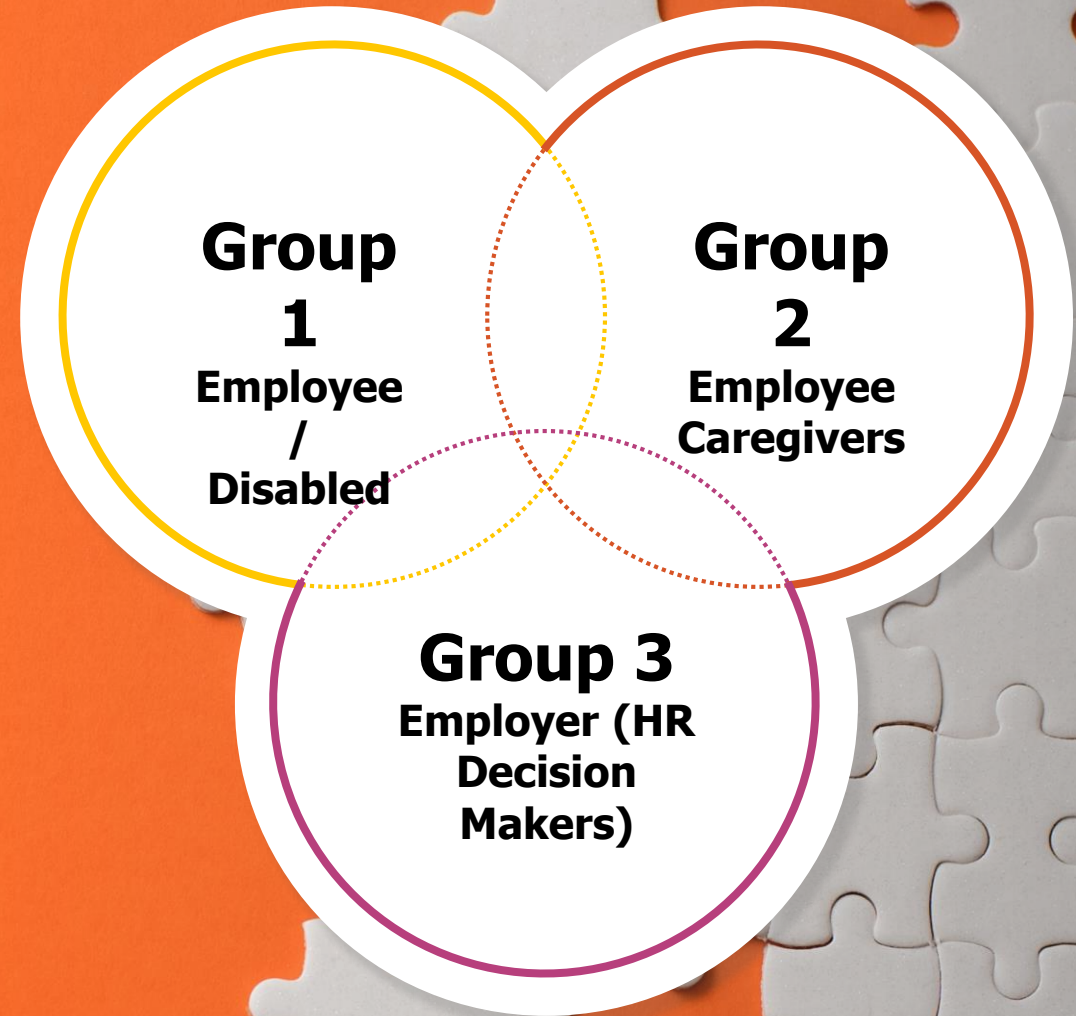 Group
1
Employee
/
Disabled
Group
2
Employee
Caregivers
Group 3
Employer (HR
Decision
Makers)